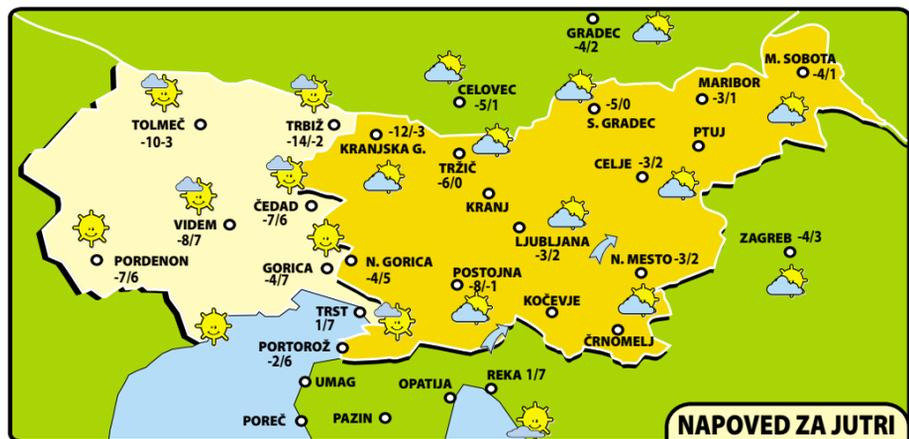 GRADEC
-4/2
M. SOBOTA
-4/1
CELOVEC
-5/1
MARIBOR
-3/1
-5/0
S. GRADEC
TOLMEČ
-10-3
TRBIŽ
-14/-2
-12/-3
KRANJSKA G.
PTUJ
TRŽIČ
-6/0
CELJE -3/2
KRANJ
ČEDAD
-7/6
VIDEM
-8/7
LJUBLJANA
-3/2
ZAGREB -4/3
PORDENON
-7/6
GORICA
-4/7
N. GORICA
-4/5
N. MESTO -3/2
POSTOJNA
-8/-1
KOČEVJE
TRST
1/7
ČRNOMELJ
PORTOROŽ
-2/6
UMAG
OPATIJA
REKA 1/7
POREČ
PAZIN
NAPOVED ZA JUTRI